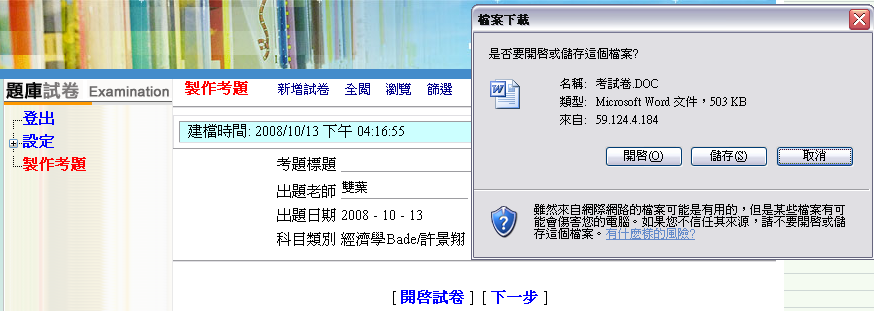 題庫試卷 Examination
登出
設定
製作考題
製作考題 新增試卷 全閱 瀏覽 篩選
建檔時間: 2008/10/13 下午 04:16:55
考題標題
出題老師 雙葉
出題日期 2008 - 10 - 13
科目類別 經濟學Bade/許景翔
[ 開啓試卷 ] [ 下一步 ]
檔案下載
是否要開啓或儲存這個檔案?
名稱: 考試卷.DOC
類型: Microsoft Word 文件，503 KB
來自: 59.124.4.184
開啓(O) 儲存(S) 取消
雖然來自網際網路的檔案可能是有用的，但是某些檔案有可
能會傷害您的電腦。如果您不信任其來源，請不要開啓或儲
存這個檔案。有什麼樣的風險?